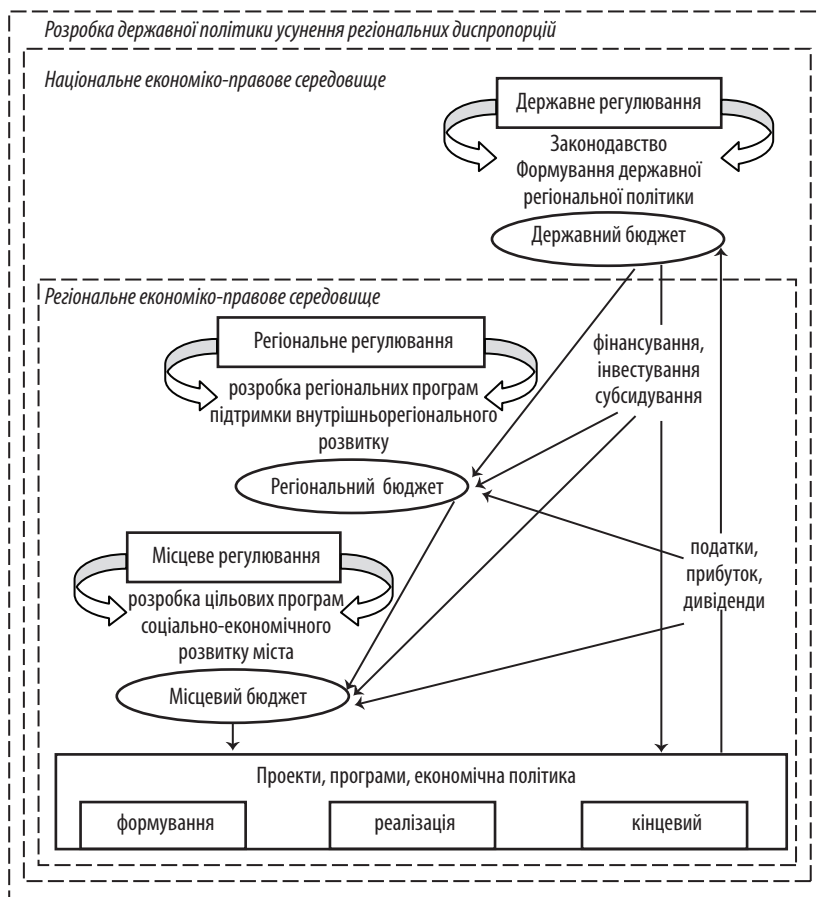 Розробка державної політики усунення регіональних диспропорцій
Національне економіко-правове середовище
Державне регулювання
Законодавство
Формування державної
регіональної політики
Державний бюджет
Регіональне економіко-правове середовище
Регіональне регулювання
розробка регіональних програм
підтримки внутрішньорегіонального
розвитку
фінансування,
інвестування
субсидування
Регіональний бюджет
Місцеве регулювання
розробка цільових програм
соціально-економічного
розвитку міста
податки,
прибуток,
дивіденди
Місцевий бюджет
Проекти, програми, економічна політика
формування
реалізація
кінцевий